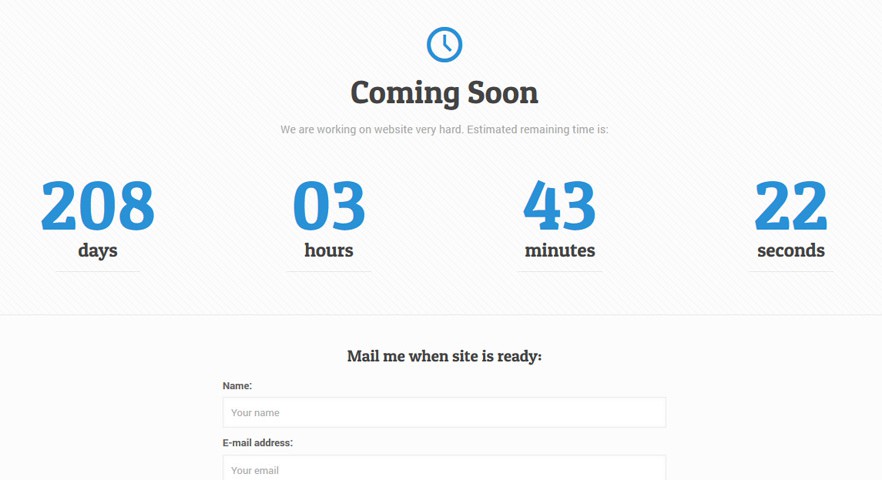 Coming Soon
We are working on website very hard. Estimated remaining time is:
208 03 43 22
days hours minutes seconds
Mail me when site is ready:
Name:
Your name
E-mail address:
Your email